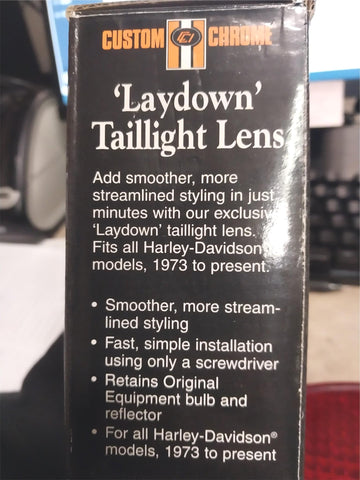 CUSTOM CCI CHROME
'Laydown'
Taillight Lens
Add smoother, more
streamlined styling in just
minutes with our exclusiv
'Laydown' taillight lens.
Fits all Harley-Davidson
models, 1973 to present.
• Smoother, more stream-
lined styling
• Fast, simple installation
using only a screwdriver
• Retains Original
Equipment bulb and
reflector
• For all Harley-Davidson®
models, 1973 to present